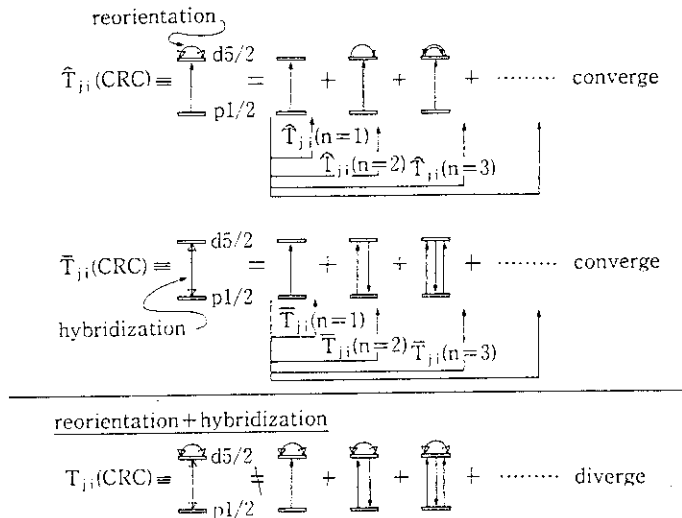 reorientation
d5/2
T̂ji(CRC) ≡ = + + + ········ converge
p1/2
T̂ji(n=1)
T̂ji(n=2) T̂ji(n=3)
d5/2
T̄ji(CRC) ≡ = + + + ········ converge
p1/2
hybridization
T̄ji(n=1)
T̄ji(n=2) T̄ji(n=3)
reorientation+hybridization
d5/2
Tji(CRC) ≡ ≠ + + + ········ diverge
p1/2